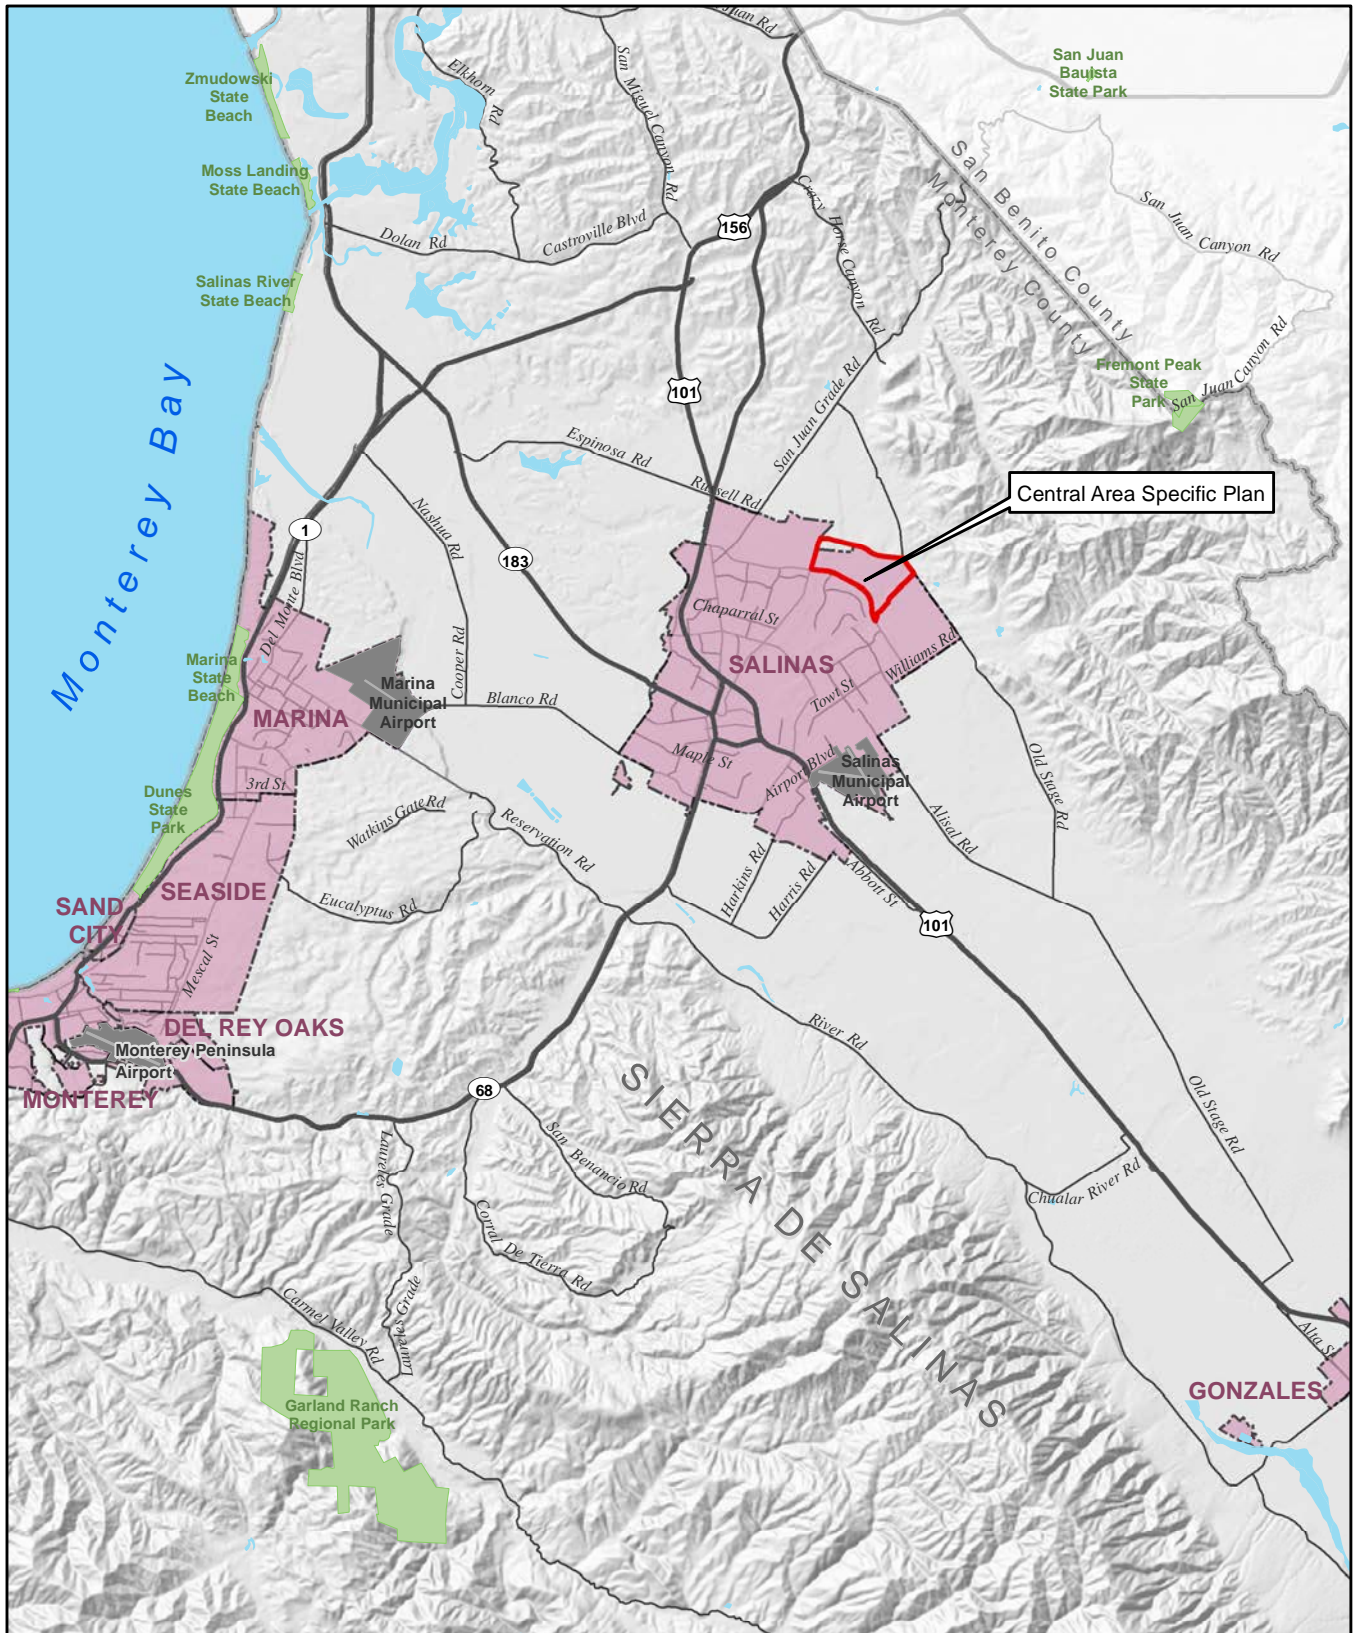 Juan Rd
San Juan
Bautista
State Park
Zmudowski
State
Beach
Elkhorn
Rd
San Miguel Canyon Rd
Moss Landing
State Beach
Crazy Horse Canyon Rd
San Benito County
Monterey County
San Juan Canyon Rd
Dolan Rd
Castroville Blvd
156
Salinas River
State Beach
San Juan Canyon Rd
Fremont Peak
State
Park
101
San Juan Grade Rd
Monterey Bay
Espinosa Rd
Russell Rd
Central Area Specific Plan
Nashua Rd
1
183
Del Monte Blvd
Chaparral St
SALINAS
Williams Rd
Towt St
Marina
State
Beach
Cooper Rd
Marina
Municipal
Airport
Blanco Rd
MARINA
Maple St
Airport Blvd
Salinas
Municipal
Airport
Old Stage Rd
3rd St
Dunes
State
Park
Watkins Gate Rd
Reservation Rd
Alisal Rd
Harkins Rd
Harris Rd
Abbott St
SEASIDE
Eucalyptus Rd
SAND
CITY
101
Mescal St
DEL REY OAKS
River Rd
Monterey Peninsula
Airport
MONTEREY
68
SIERRA DE SALINAS
Old Stage Rd
San Benancio Rd
Laureles Grade
Chualar River Rd
Corral De Tierra Rd
Laureles Grade
Carmel Valley Rd
Alta St
GONZALES
Garland Ranch
Regional Park